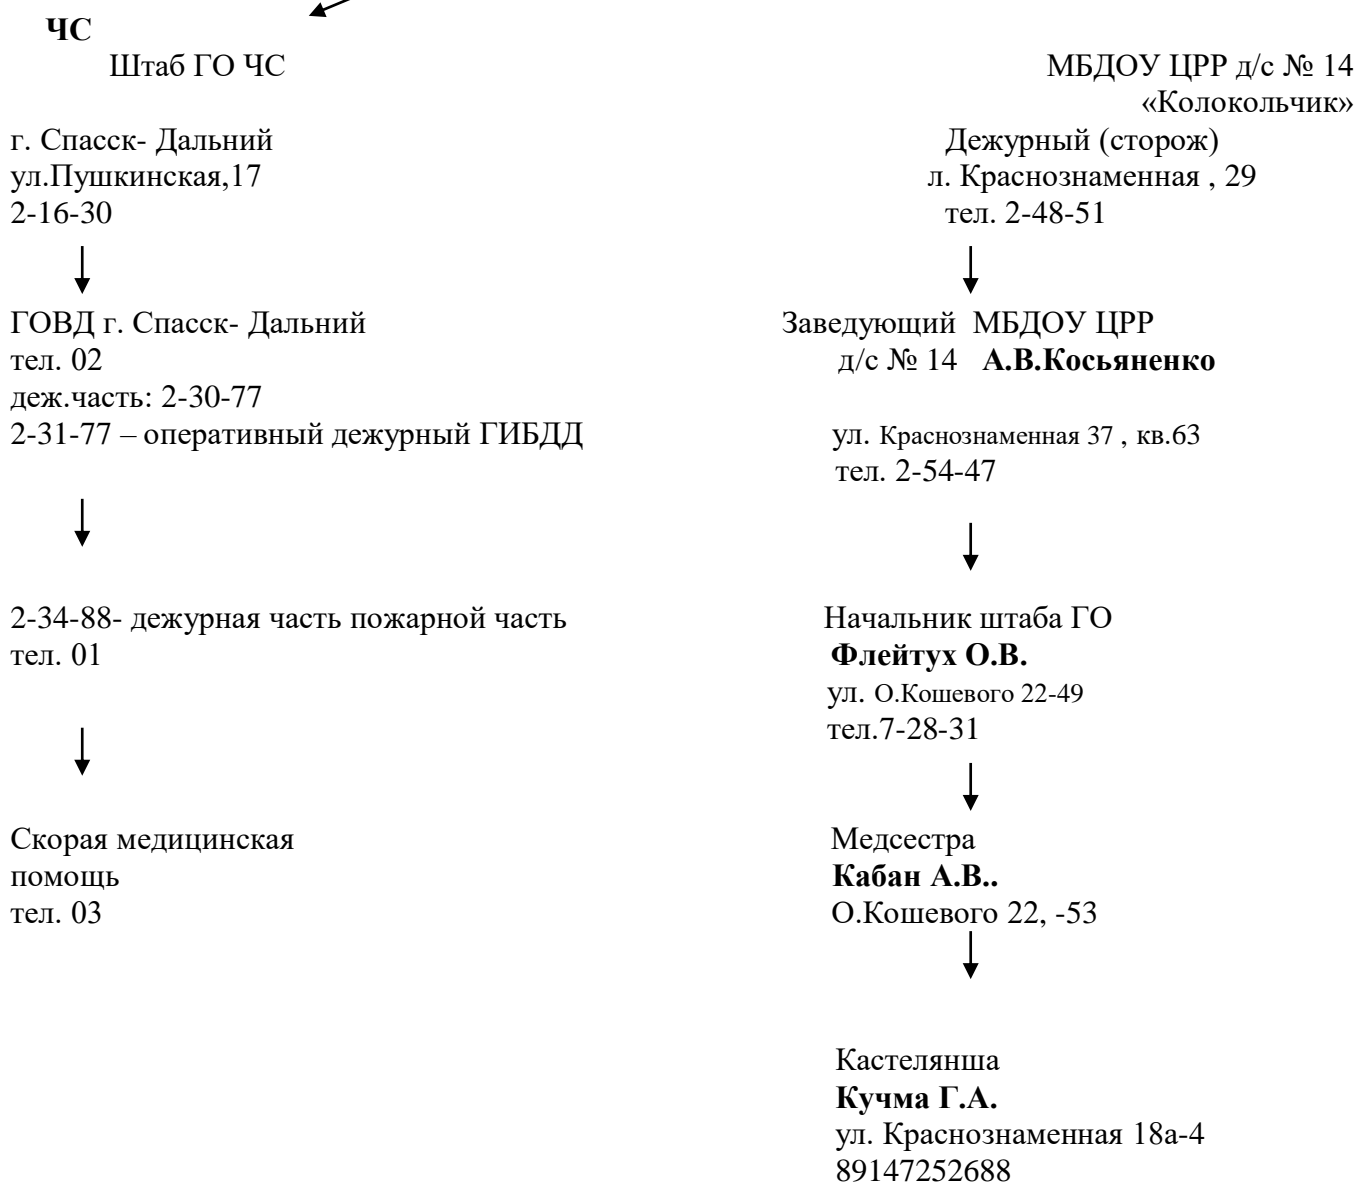 ЧС
Штаб ГО ЧС
г. Спасск- Дальний
ул.Пушкинская,17
2-16-30
ГОВД г. Спасск- Дальний
тел. 02
деж.часть: 2-30-77
2-31-77 – оперативный дежурный ГИБДД
2-34-88- дежурная часть пожарной часть
тел. 01
Скорая медицинская
помощь
тел. 03
МБДОУ ЦРР д/с № 14
«Колокольчик»
Дежурный (сторож)
л. Краснознаменная , 29
тел. 2-48-51
Заведующий МБДОУ ЦРР
д/с № 14 А.В.Косьяненко
ул. Краснознаменная 37 , кв.63
тел. 2-54-47
Начальник штаба ГО
Флейтух О.В.
ул. О.Кошевого 22-49
тел.7-28-31
Медсестра
Кабан А.В..
О.Кошевого 22, -53
Кастелянша
Кучма Г.А.
ул. Краснознаменная 18а-4
89147252688